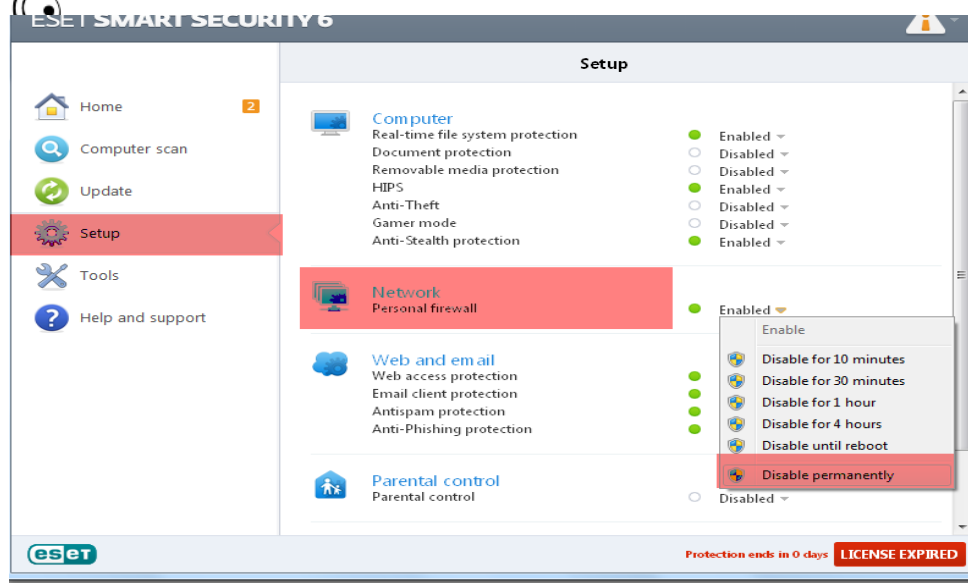 ESET SMART SECURITY 6
Setup
Home 2
Computer scan
Update
Setup
Tools
Help and support
Computer
Real-time file system protection Enabled
Document protection Disabled
Removable media protection Disabled
HIPS Enabled
Anti-Theft Disabled
Gamer mode Disabled
Anti-Stealth protection Enabled
Network
Personal firewall Enabled
Enable
Disable for 10 minutes
Disable for 30 minutes
Disable for 1 hour
Disable for 4 hours
Disable until reboot
Disable permanently
Web and email
Web access protection
Email client protection
Antispam protection
Anti-Phishing protection
Parental control
Parental control Disabled
eset
Protection ends in 0 days LICENSE EXPIRED